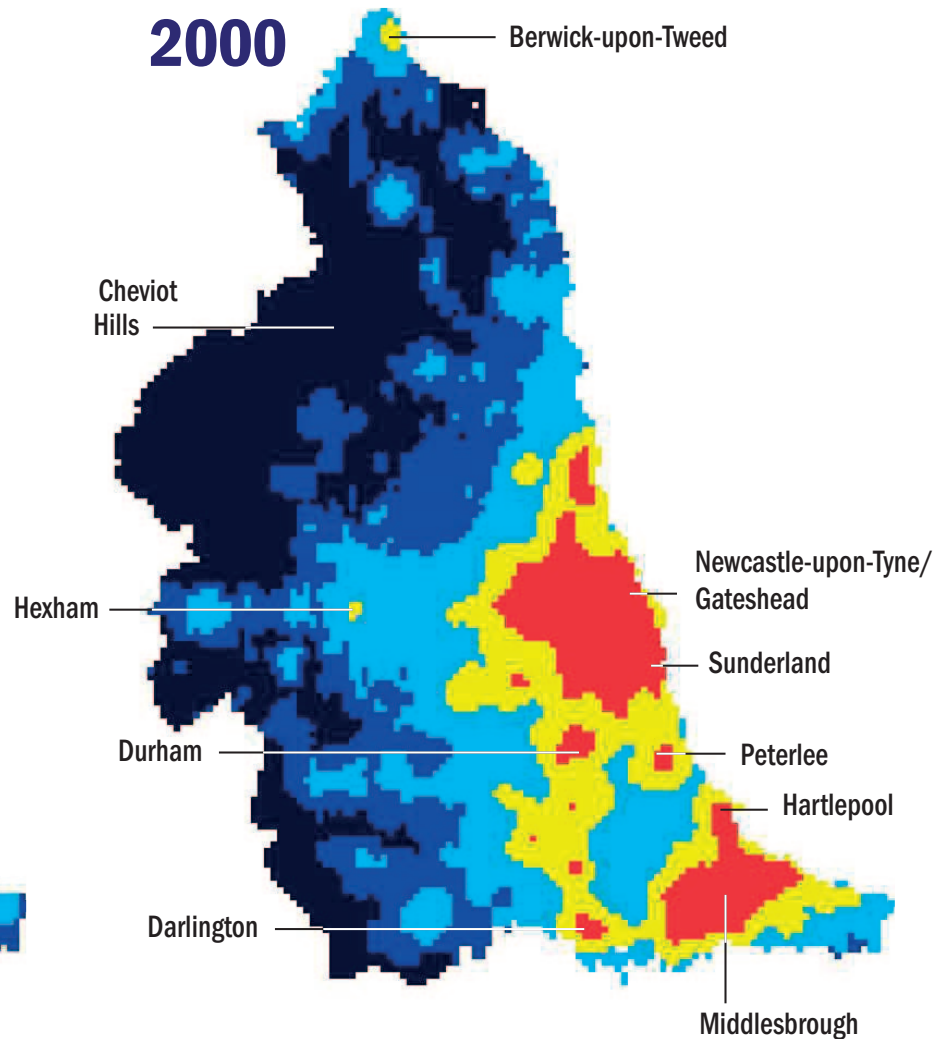 2000
Berwick-upon-Tweed
Cheviot
Hills
Newcastle-upon-Tyne/
Gateshead
Hexham
Sunderland
Durham
Peterlee
Hartlepool
Darlington
Middlesbrough